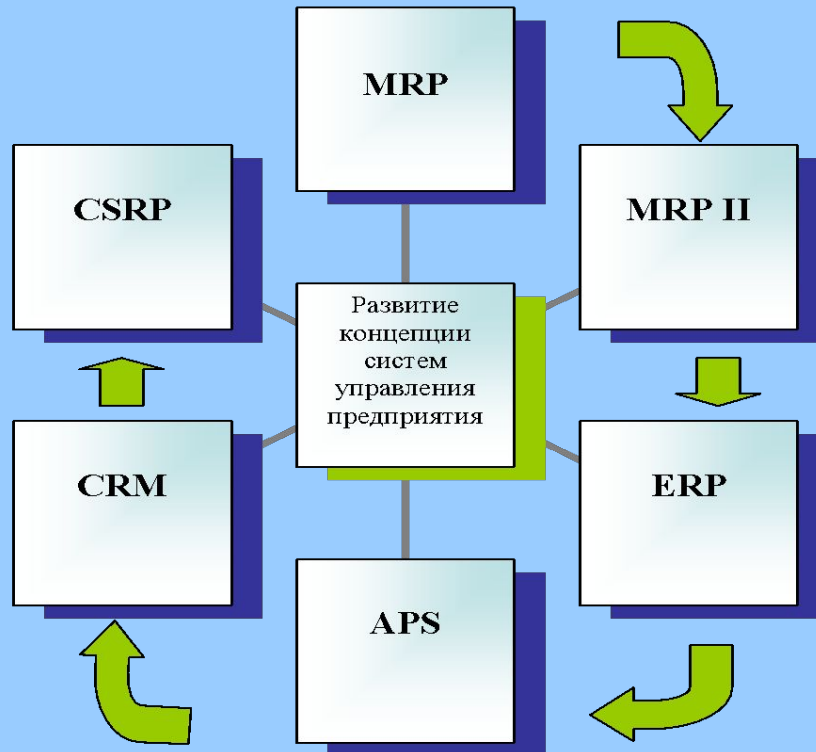 MRP
CSRP
MRP II
Развитие
концепции
систем
управления
предприятия
CRM
ERP
APS